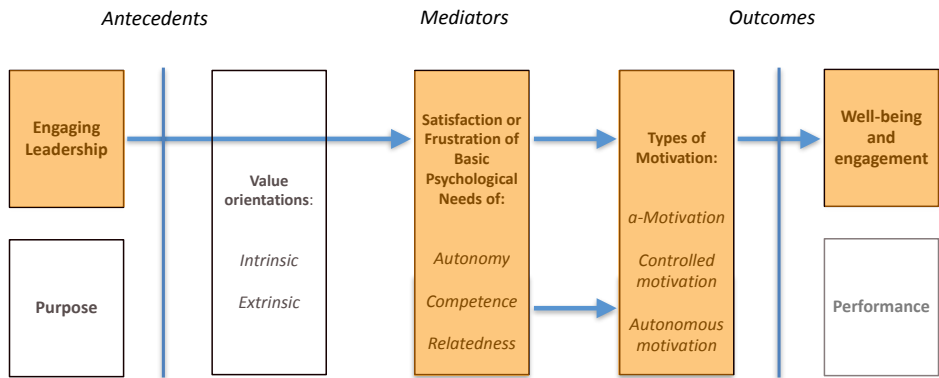 Antecedents
Mediators
Outcomes
Engaging
Leadership
Purpose
Value
orientations:
Intrinsic
Extrinsic
Satisfaction or
Frustration of
Basic
Psychological
Needs of:
Autonomy
Competence
Relatedness
Types of
Motivation:
a-Motivation
Controlled
motivation
Autonomous
motivation
Well-being
and
engagement
Performance